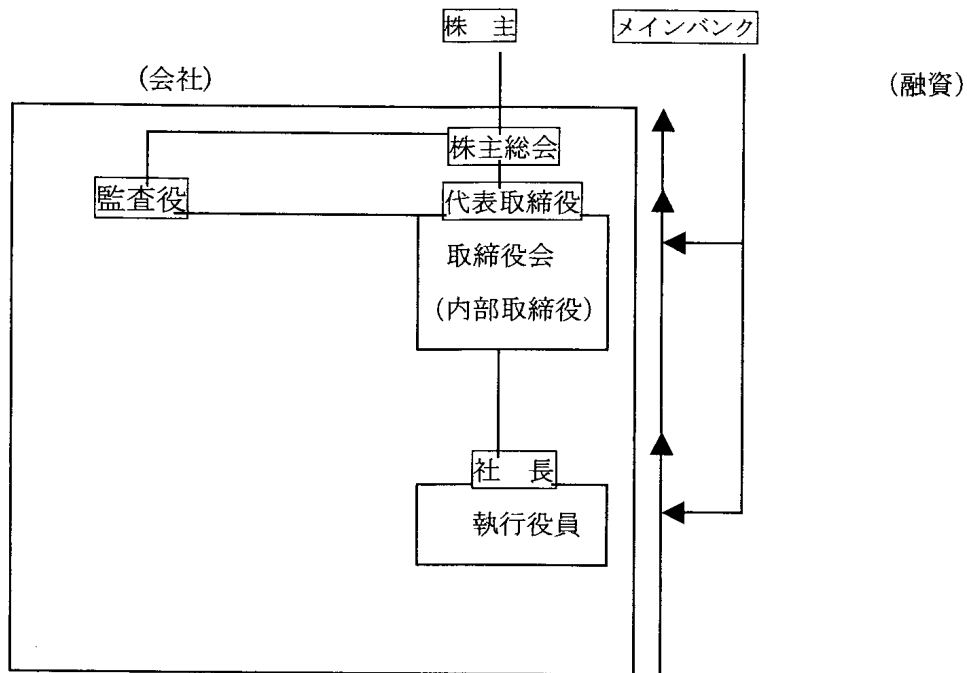 株　主
メインバンク
(会社)
(融資)
株主総会
監査役
代表取締役
取締役会
(内部取締役)
社　長
執行役員